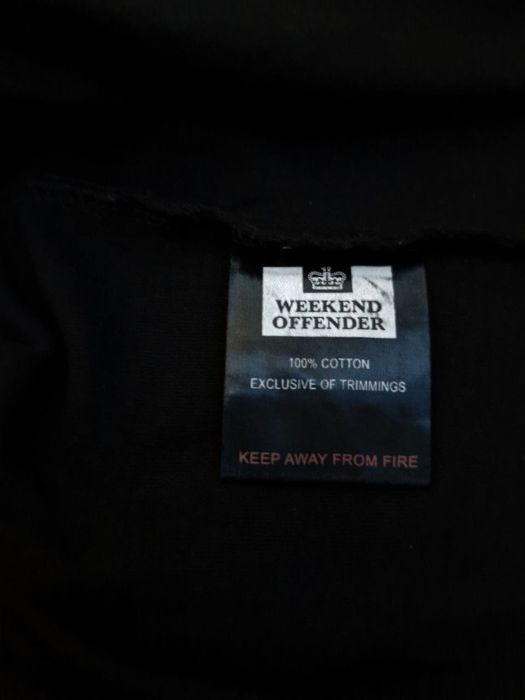 WEEKEND
OFFENDER
100% COTTON
EXCLUSIVE OF TRIMMINGS
KEEP AWAY FROM FIRE